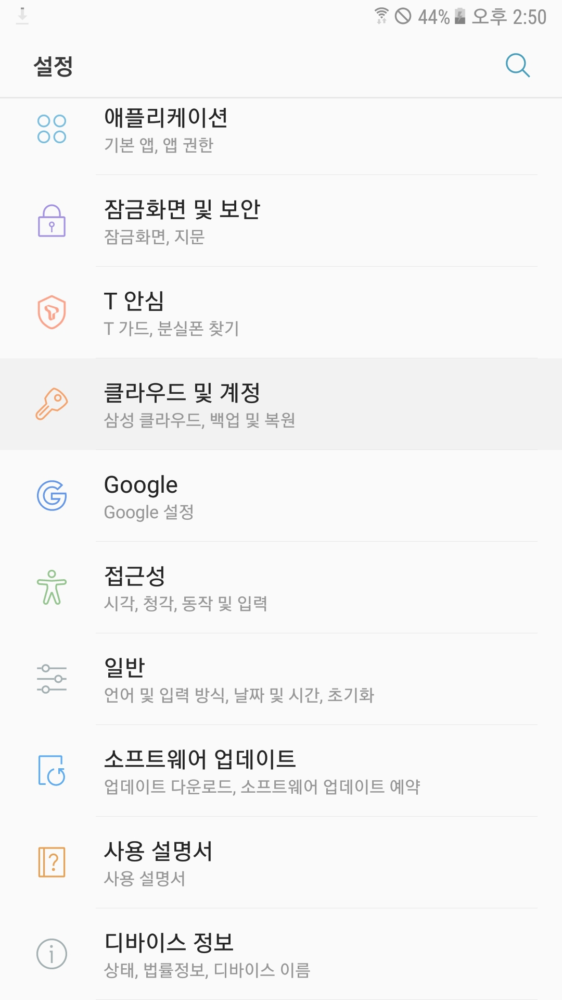 44% 오후 2:50
설정
애플리케이션
기본 앱, 앱 권한
잠금화면 및 보안
잠금화면, 지문
T 안심
T 가드, 분실폰 찾기
클라우드 및 계정
삼성 클라우드, 백업 및 복원
Google
Google 설정
접근성
시각, 청각, 동작 및 입력
일반
언어 및 입력 방식, 날짜 및 시간, 초기화
소프트웨어 업데이트
업데이트 다운로드, 소프트웨어 업데이트 예약
사용 설명서
사용 설명서
디바이스 정보
상태, 법률정보, 디바이스 이름